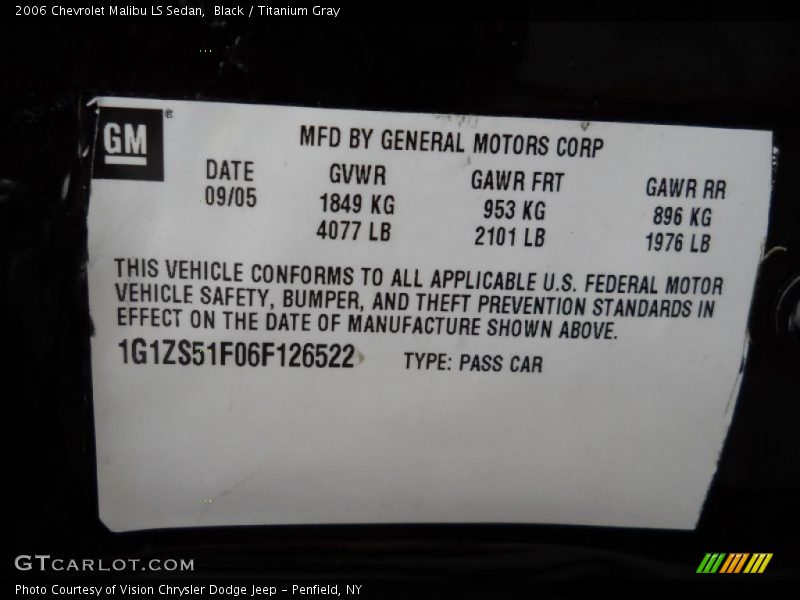 2006 Chevrolet Malibu LS Sedan, Black / Titanium Gray
GM®
MFD BY GENERAL MOTORS CORP
DATE GVWR GAWR FRT GAWR RR
09/05 1849 KG 953 KG 896 KG
4077 LB 2101 LB 1976 LB
THIS VEHICLE CONFORMS TO ALL APPLICABLE U.S. FEDERAL MOTOR
VEHICLE SAFETY, BUMPER, AND THEFT PREVENTION STANDARDS IN
EFFECT ON THE DATE OF MANUFACTURE SHOWN ABOVE.
1G1ZS51F06F126522 TYPE: PASS CAR
GTCARLOT.COM
Photo Courtesy of Vision Chrysler Dodge Jeep - Penfield, NY